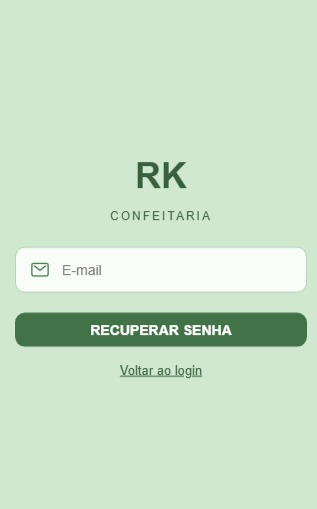 RK
CONFEITARIA
E-mail
RECUPERAR SENHA
Voltar ao login